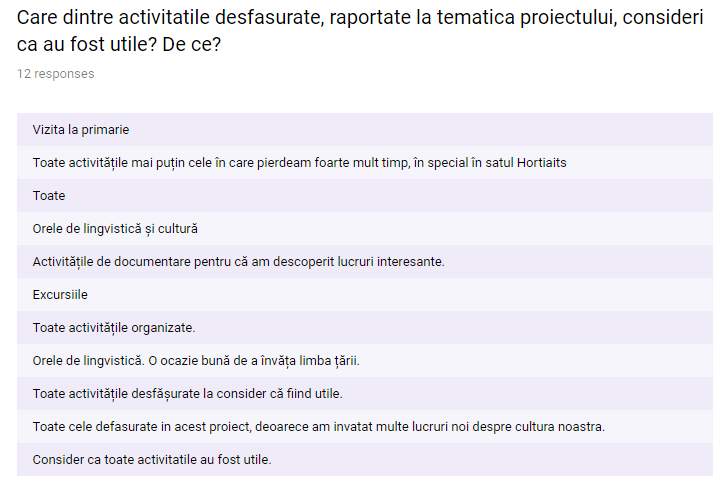 Care dintre activitatile desfasurate, raportate la tematica proiectului, consideri
ca au fost utile? De ce?
12 responses
Vizita la primarie
Toate activitățile mai puțin cele în care pierdeam foarte mult timp, în special în satul Hortiaits
Toate
Orele de lingvistică și cultură
Activitățile de documentare pentru că am descoperit lucruri interesante.
Excursiile
Toate activitățile organizate.
Orele de lingvistică. O ocazie bună de a învăța limba țării.
Toate activitățile desfășurate la consider că fiind utile.
Toate cele defasurate in acest proiect, deoarece am invatat multe lucruri noi despre cultura noastra.
Consider ca toate activitatile au fost utile.